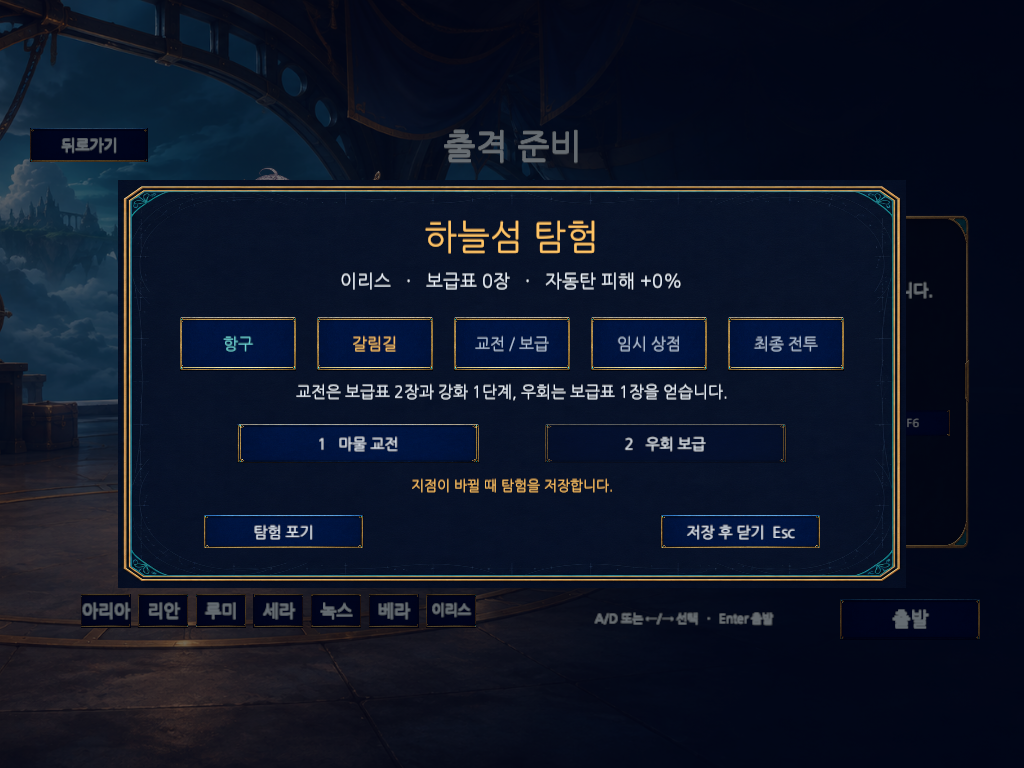 뒤로가기
출격 준비
하늘섬 탐험
이리스 · 보급표 0장 · 자동탄 피해 +0%
니다.
항구 갈림길 교전 / 보급 임시 상점 최종 전투
교전은 보급표 2장과 강화 1단계, 우회는 보급표 1장을 얻습니다.
F6
1 마물 교전 2 우회 보급
지점이 바뀔 때 탐험을 저장합니다.
탐험 포기 저장 후 닫기 Esc
아리아 리안 루미 세라 녹스 베라 이리스
A/D 또는 ←/→ 선택 · Enter 출발
출발